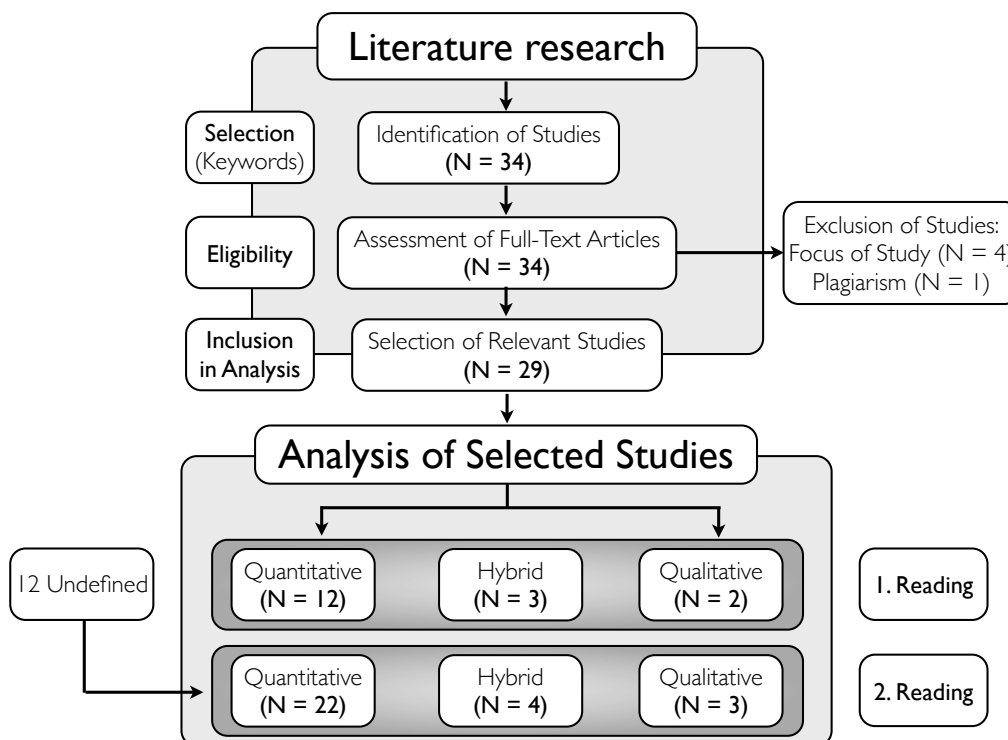 Literature research
Selection
(Keywords)
Identification of Studies
(N = 34)
Eligibility
Assessment of Full-Text Articles
(N = 34)
Exclusion of Studies:
Focus of Study (N = 4)
Plagiarism (N = 1)
Inclusion
in Analysis
Selection of Relevant Studies
(N = 29)
Analysis of Selected Studies
12 Undefined
Quantitative
(N = 12)
Hybrid
(N = 3)
Qualitative
(N = 2)
1. Reading
Quantitative
(N = 22)
Hybrid
(N = 4)
Qualitative
(N = 3)
2. Reading